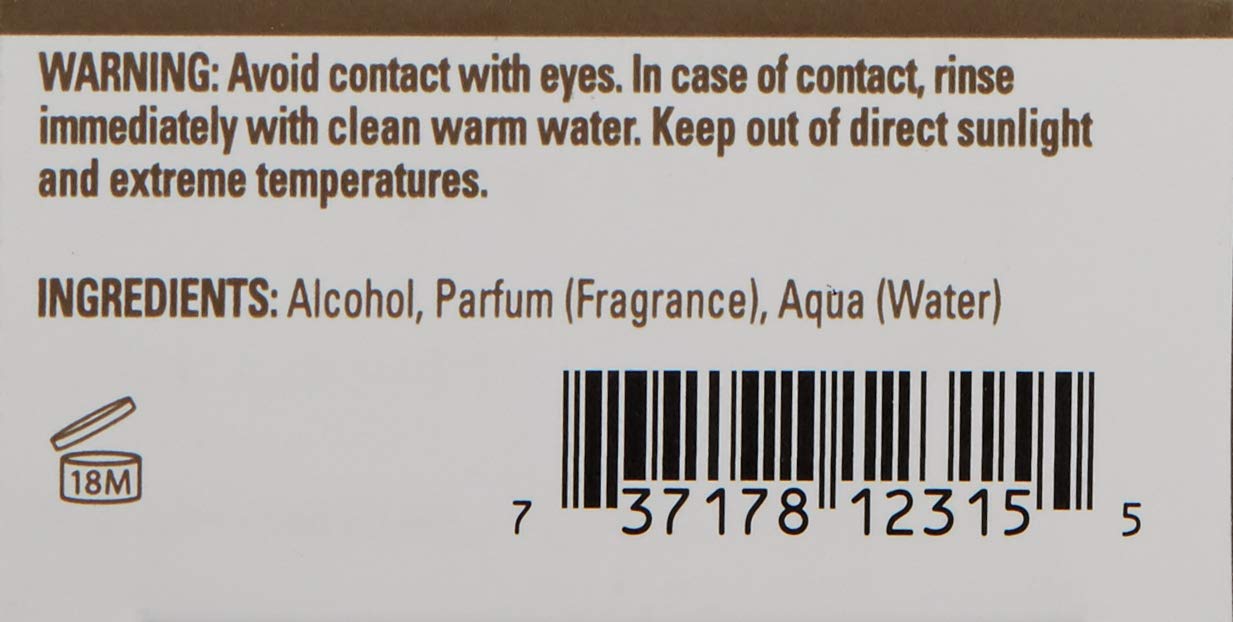 WARNING: Avoid contact with eyes. In case of contact, rinse
immediately with clean warm water. Keep out of direct sunlight
and extreme temperatures.
INGREDIENTS: Alcohol, Parfum (Fragrance), Aqua (Water)
18M
7 37178 12315 5